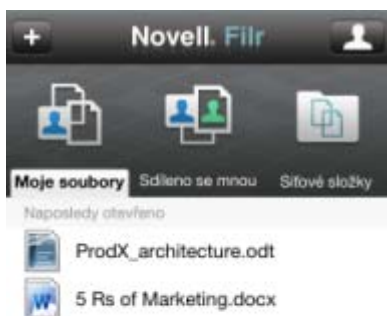 + Novell. Filr
Moje soubory Sdíleno se mnou Síťové složky
Naposledy otevřeno
ProdX_architecture.odt
W 5 Rs of Marketing.docx